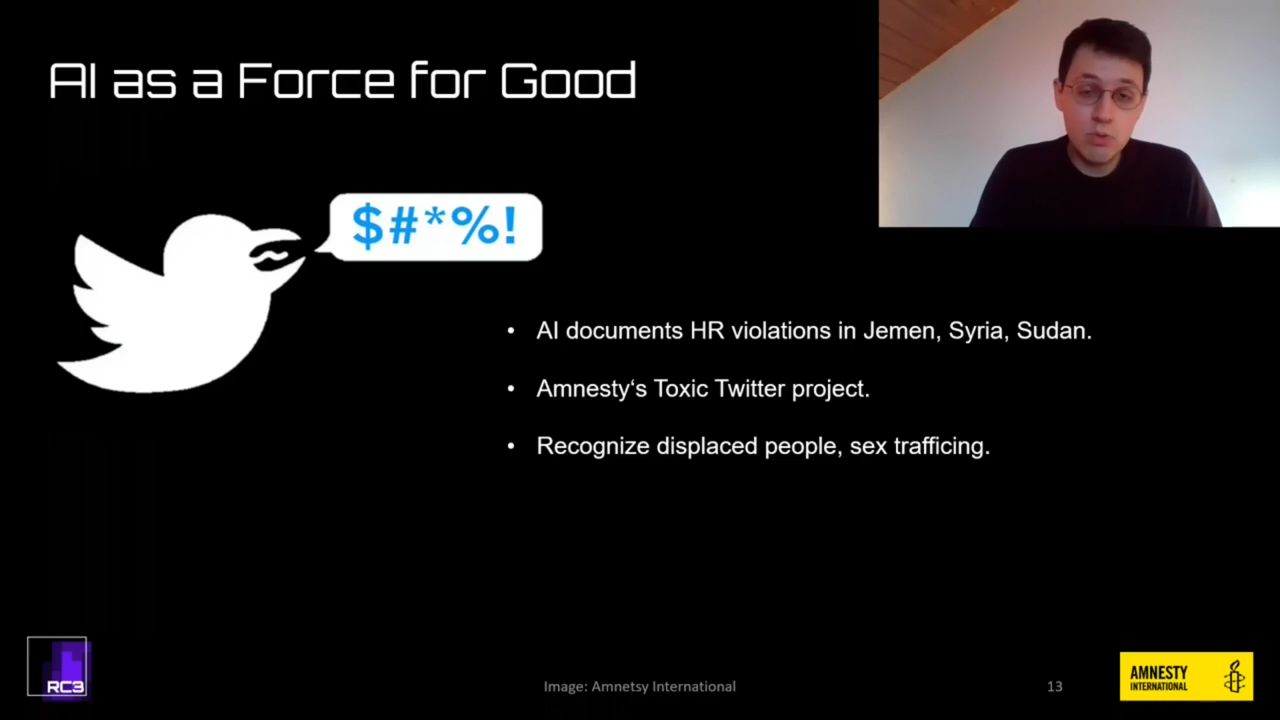 AI as a Force for Good
$#*%!
• AI documents HR violations in Jemen, Syria, Sudan.
• Amnesty‘s Toxic Twitter project.
• Recognize displaced people, sex trafficking.
RC3
Image: Amnetsy International
13
AMNESTY
INTERNATIONAL